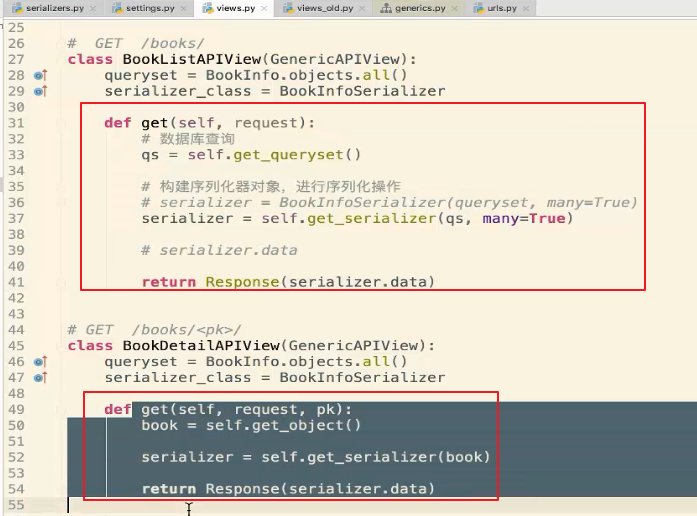 serializers.py × settings.py × views.py × views_old.py × generics.py × urls.py ×
25
26 # GET /books/
27 class BookListAPIView(GenericAPIView):
28 queryset = BookInfo.objects.all()
29 serializer_class = BookInfoSerializer
30
31 def get(self, request):
32 # 数据库查询
33 qs = self.get_queryset()
34
35 # 构建序列化器对象，进行序列化操作
36 # serializer = BookInfoSerializer(queryset, many=True)
37 serializer = self.get_serializer(qs, many=True)
38
39 # serializer.data
40
41 return Response(serializer.data)
42
43
44 # GET /books/<pk>/
45 class BookDetailAPIView(GenericAPIView):
46 queryset = BookInfo.objects.all()
47 serializer_class = BookInfoSerializer
48
49 def get(self, request, pk):
50 book = self.get_object()
51
52 serializer = self.get_serializer(book)
53
54 return Response(serializer.data)
55